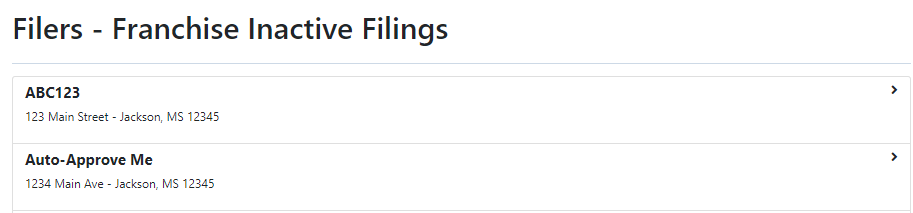 Filers - Franchise Inactive Filings
ABC123
123 Main Street - Jackson, MS 12345
Auto-Approve Me
1234 Main Ave - Jackson, MS 12345